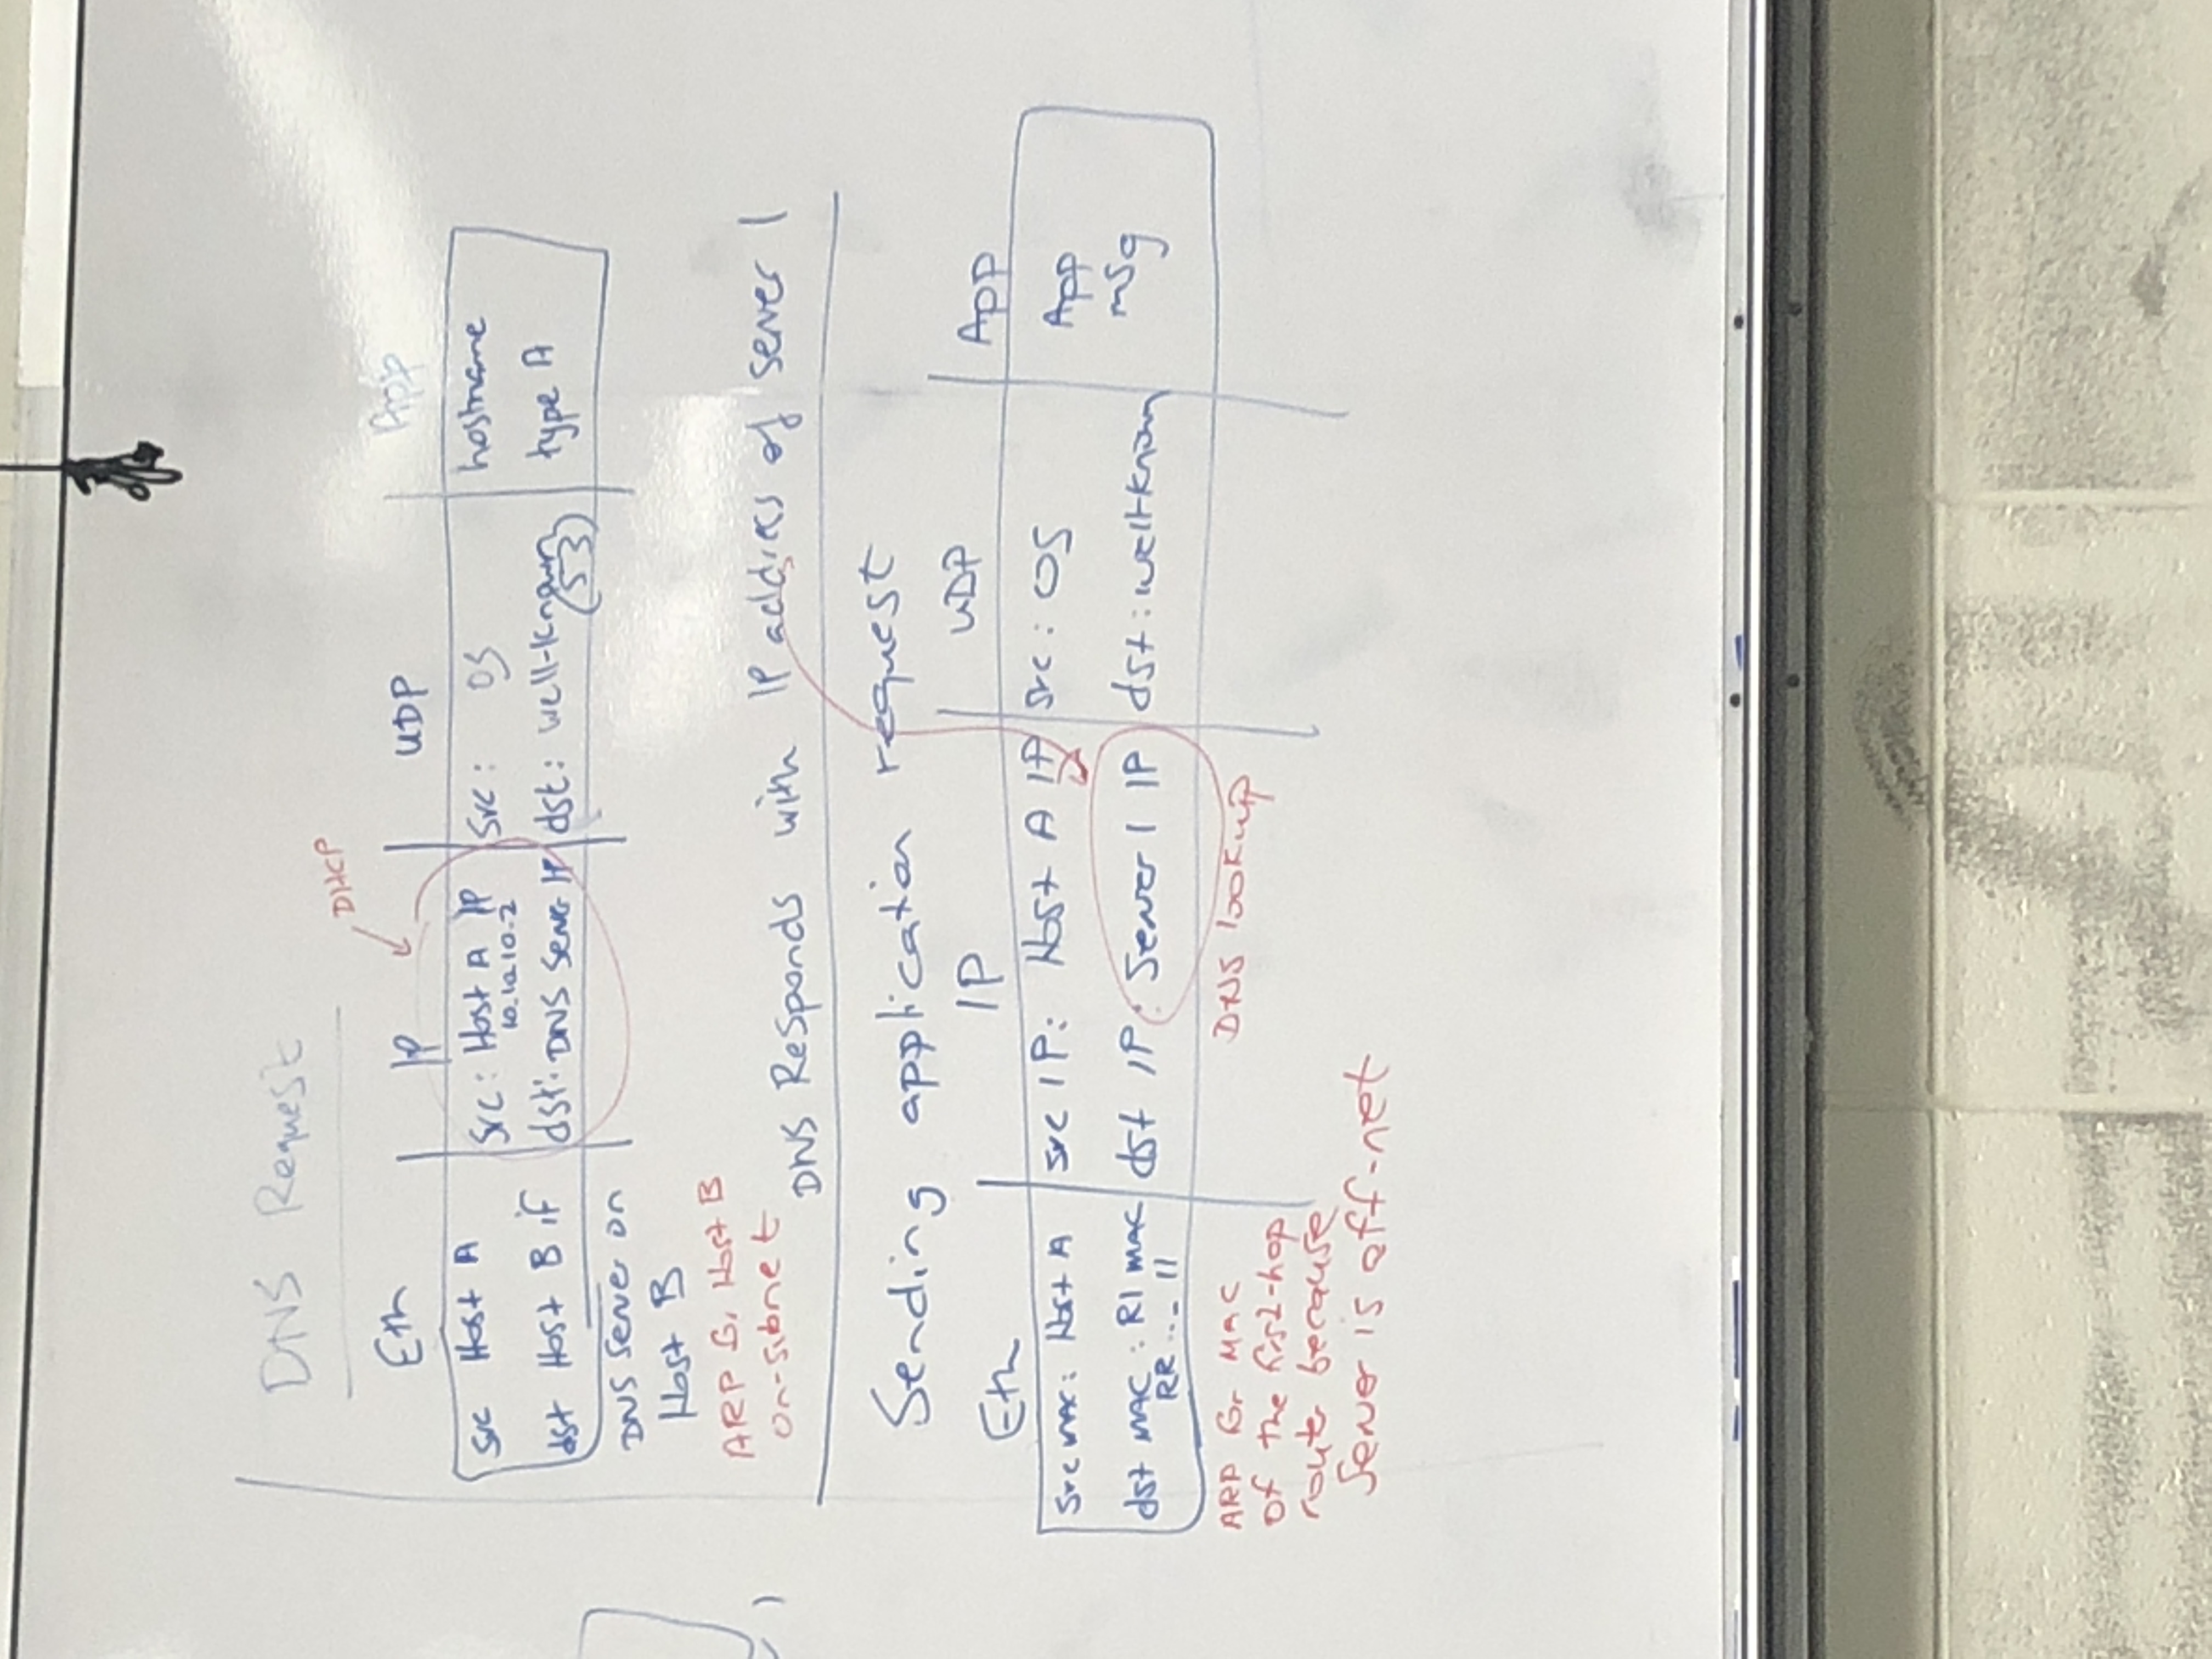 DNS Request
DHCP
Eth IP UDP App
src Host A src: Host A IP src: OS hostname
10.10.10.2
dst Host B if dst: DNS Server IP dst: well-known type A
(53)
DNS Server on
Host B
ARP for Host B
on-subnet
DNS Responds with IP address of server 1
Sending application request
Eth IP UDP App
src MAC: Host A src IP: Host A IP src: OS App
dst MAC: R1 MAC dst IP: Server 1 IP dst: well-known msg
RR ... 11
ARP for MAC DNS lookup
of the first-hop
router because
Server is off-net